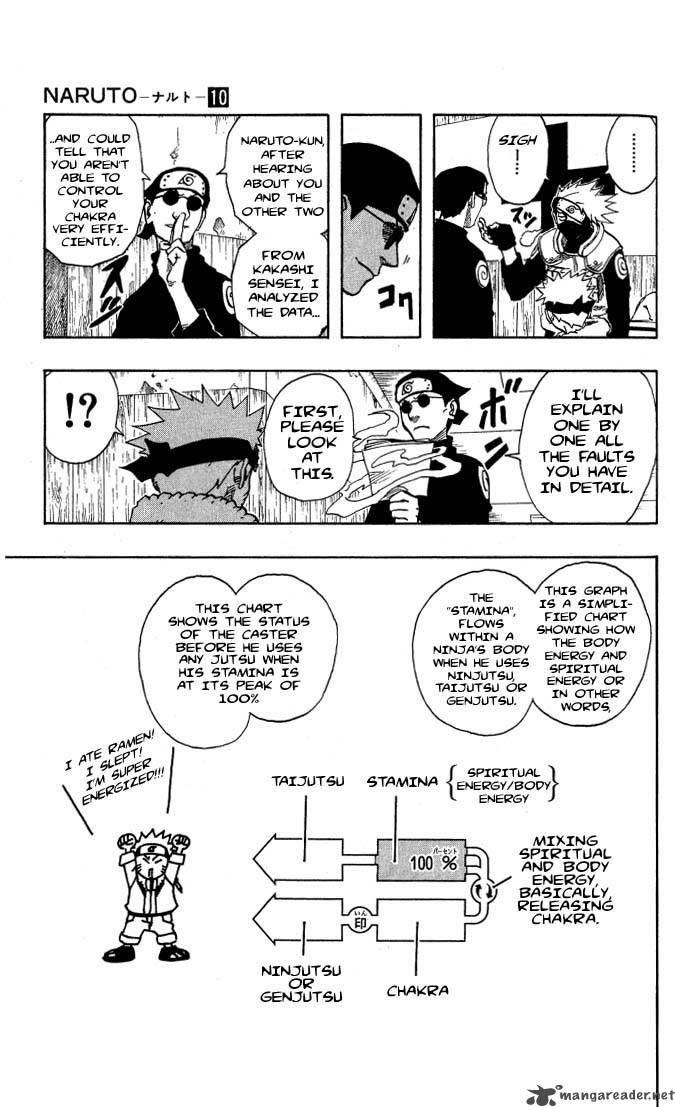 NARUTO —ナルト— 10
........
SIGH
........
ズッ
コク
NARUTO-KUN,
AFTER
HEARING
ABOUT YOU
AND THE
OTHER TWO
FROM
KAKASHI
SENSEI, I
ANALYZED
THE DATA...
..AND COULD
TELL THAT
YOU AREN'T
ABLE TO
CONTROL
YOUR
CHAKRA
VERY EFFI-
CIENTLY.
ズズ
I'LL
EXPLAIN
ONE BY
ONE ALL
THE FAULTS
YOU HAVE
IN DETAIL.
ボン
FIRST,
PLEASE
LOOK
AT
THIS.
!?
THIS GRAPH
IS A SIMPLI-
FIED CHART
SHOWING HOW
THE BODY
ENERGY AND
SPIRITUAL
ENERGY OR
IN OTHER
WORDS,
THE
"STAMINA",
FLOWS
WITHIN A
NINJA'S BODY
WHEN HE USES
NINJUTSU,
TAIJUTSU OR
GENJUTSU.
THIS CHART
SHOWS THE STATUS
OF THE CASTER
BEFORE HE USES
ANY JUTSU WHEN
HIS STAMINA IS
AT ITS PEAK OF
100%
I ATE RAMEN!
I SLEPT!
I'M SUPER
ENERGIZED!!!
TAIJUTSU
STAMINA
SPIRITUAL
ENERGY/BODY
ENERGY
パーセント
100 %
MIXING
SPIRITUAL
AND BODY
ENERGY,
BASICALLY,
RELEASING
CHAKRA.
いん
印
NINJUTSU
OR
GENJUTSU
CHAKRA
mangareader.net